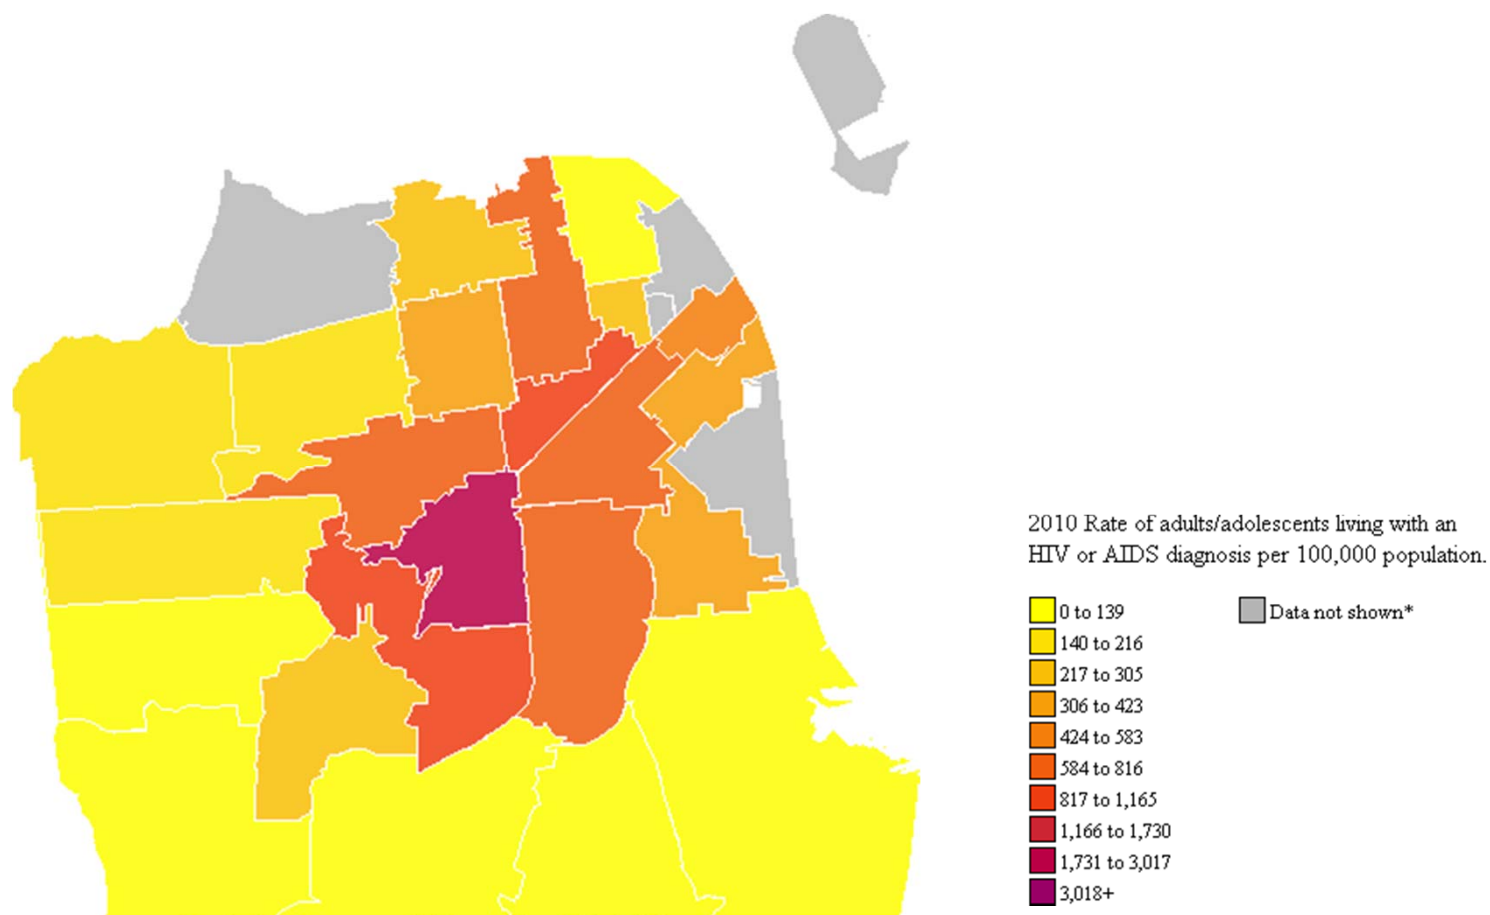 2010 Rate of adults/adolescents living with an
HIV or AIDS diagnosis per 100,000 population.
0 to 139
140 to 216
217 to 305
306 to 423
424 to 583
584 to 816
817 to 1,165
1,166 to 1,730
1,731 to 3,017
3,018+
Data not shown*